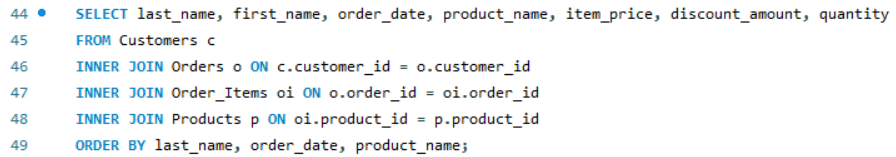 44 SELECT last_name, first_name, order_date, product_name, item_price, discount_amount, quantity
45 FROM Customers c
46 INNER JOIN Orders o ON c.customer_id = o.customer_id
47 INNER JOIN Order_Items oi ON o.order_id = oi.order_id
48 INNER JOIN Products p ON oi.product_id = p.product_id
49 ORDER BY last_name, order_date, product_name;